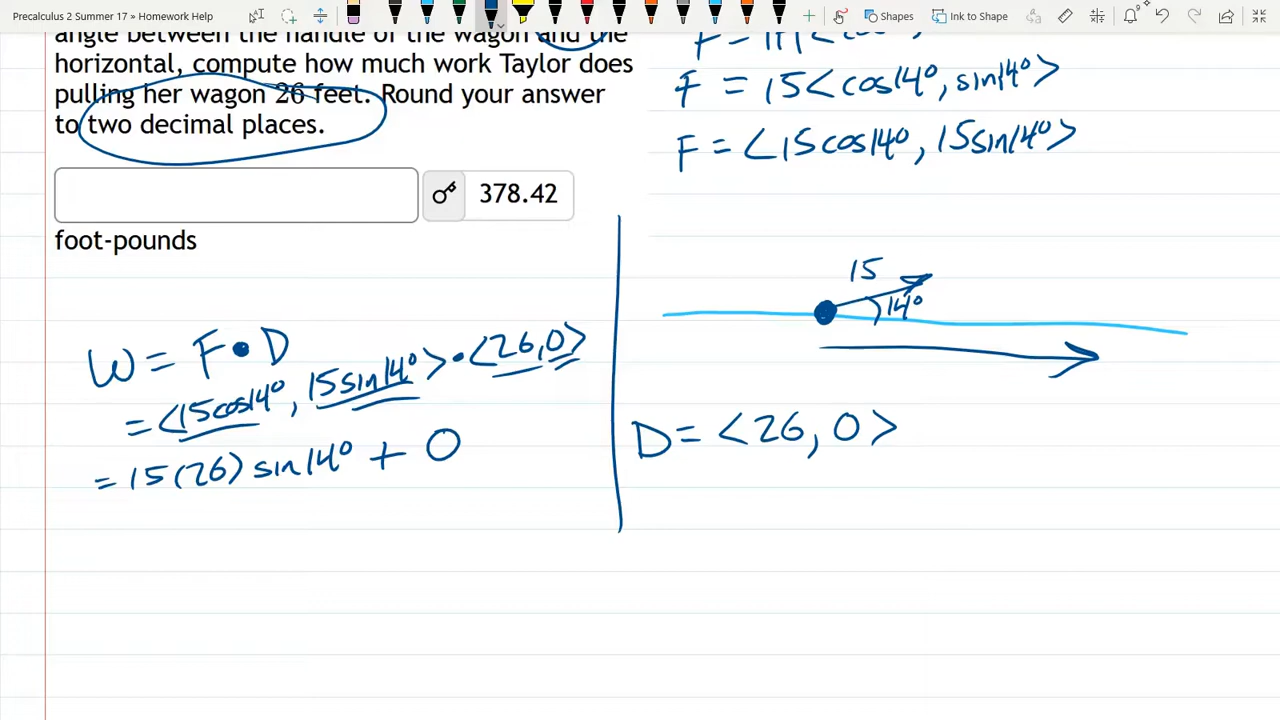 Precalculus 2 Summer 17 » Homework Help
Shapes
Ink to Shape
angle between the handle of the wagon and the
horizontal, compute how much work Taylor does
pulling her wagon 26 feet. Round your answer
to two decimal places.
378.42
foot-pounds
W = F • D
= <15cos14°, 15sin14°> • <26,0>
= 15(26) sin14° + 0
F = 15<cos14°, sin14°>
F = <15cos14°, 15sin14°>
15
14°
D = <26, 0>